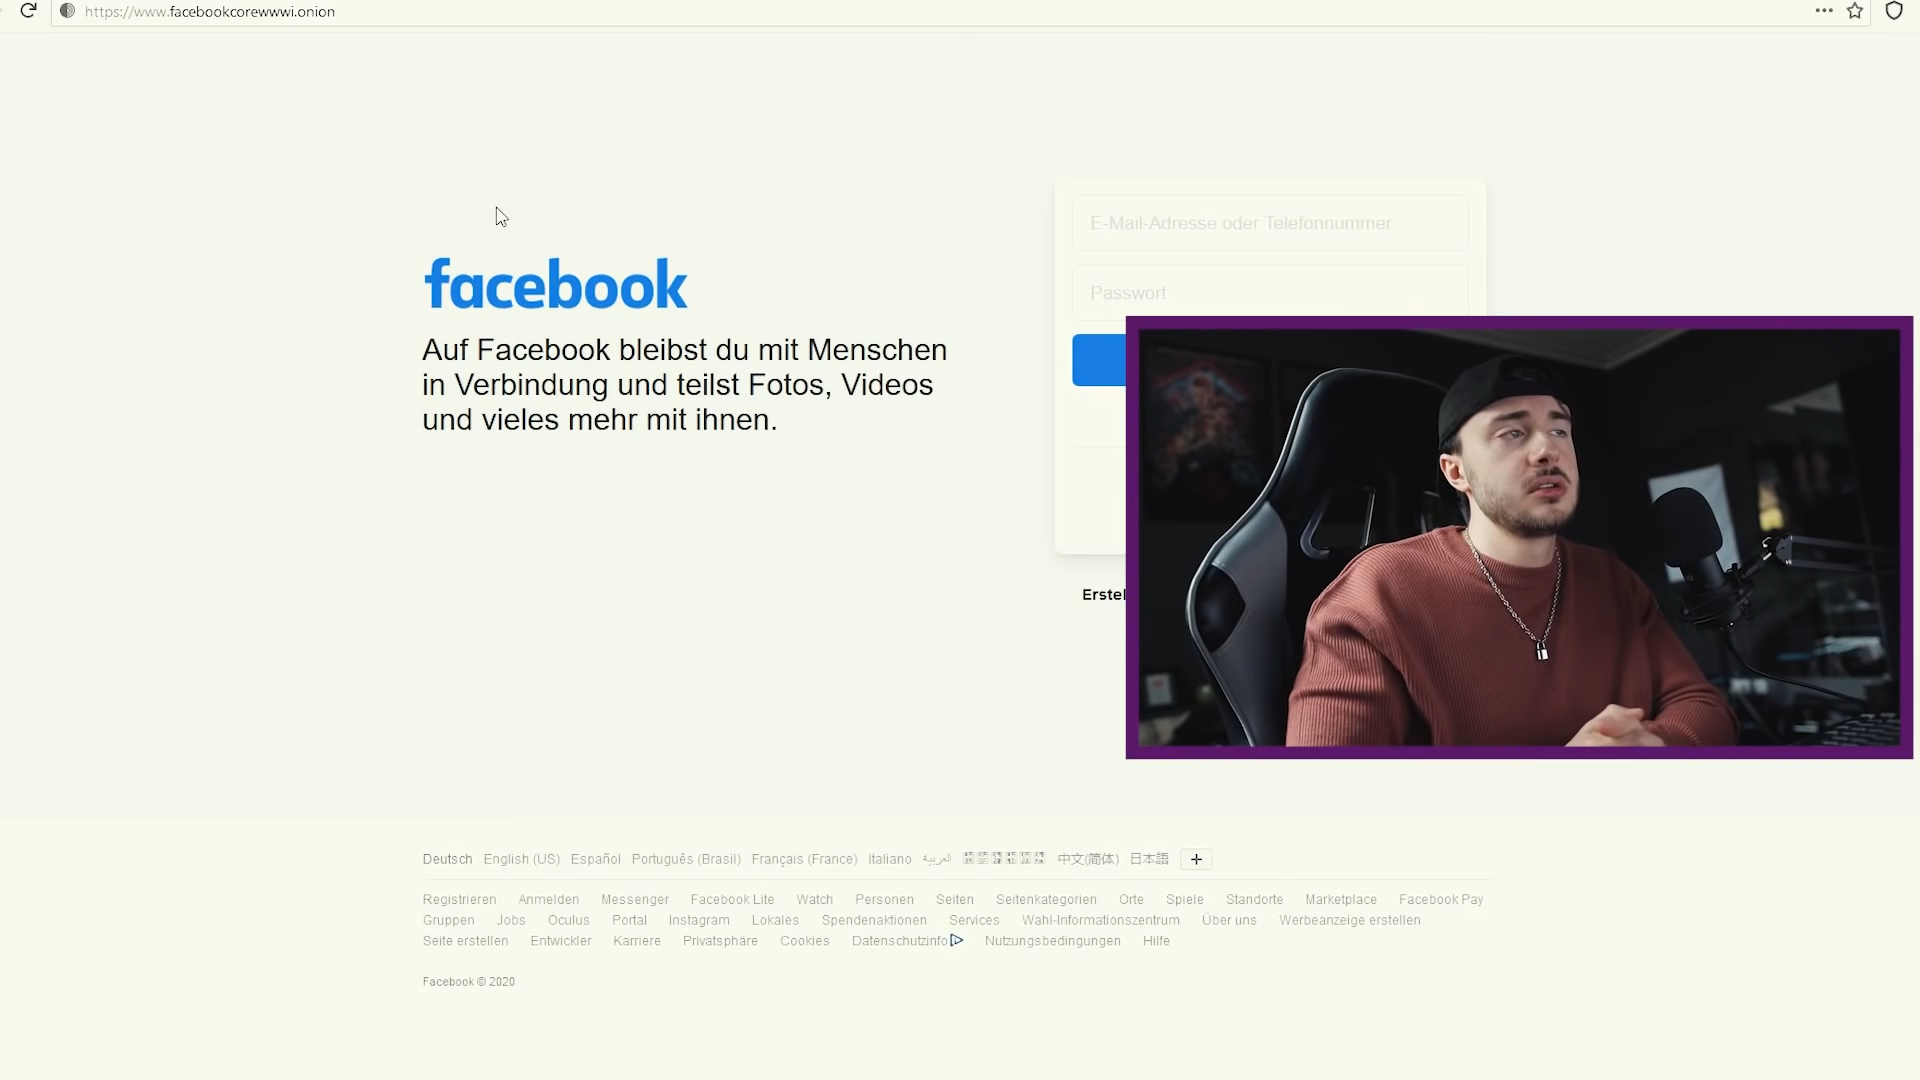 https://www.facebookcorewwwi.onion
E-Mail-Adresse oder Telefonnummer
Passwort
facebook
Auf Facebook bleibst du mit Menschen
in Verbindung und teilst Fotos, Videos
und vieles mehr mit ihnen.
Deutsch English (US) Español Português (Brasil) Français (France) Italiano العربية 中文(简体) 日本語
Registrieren Anmelden Messenger Facebook Lite Watch Personen Seiten Seitenkategorien Orte Spiele Standorte Marketplace Facebook Pay
Gruppen Jobs Oculus Portal Instagram Lokales Spendenaktionen Services Wahl-Informationszentrum Über uns Werbeanzeige erstellen
Seite erstellen Entwickler Karriere Privatsphäre Cookies Datenschutzinfo Nutzungsbedingungen Hilfe
Facebook © 2020